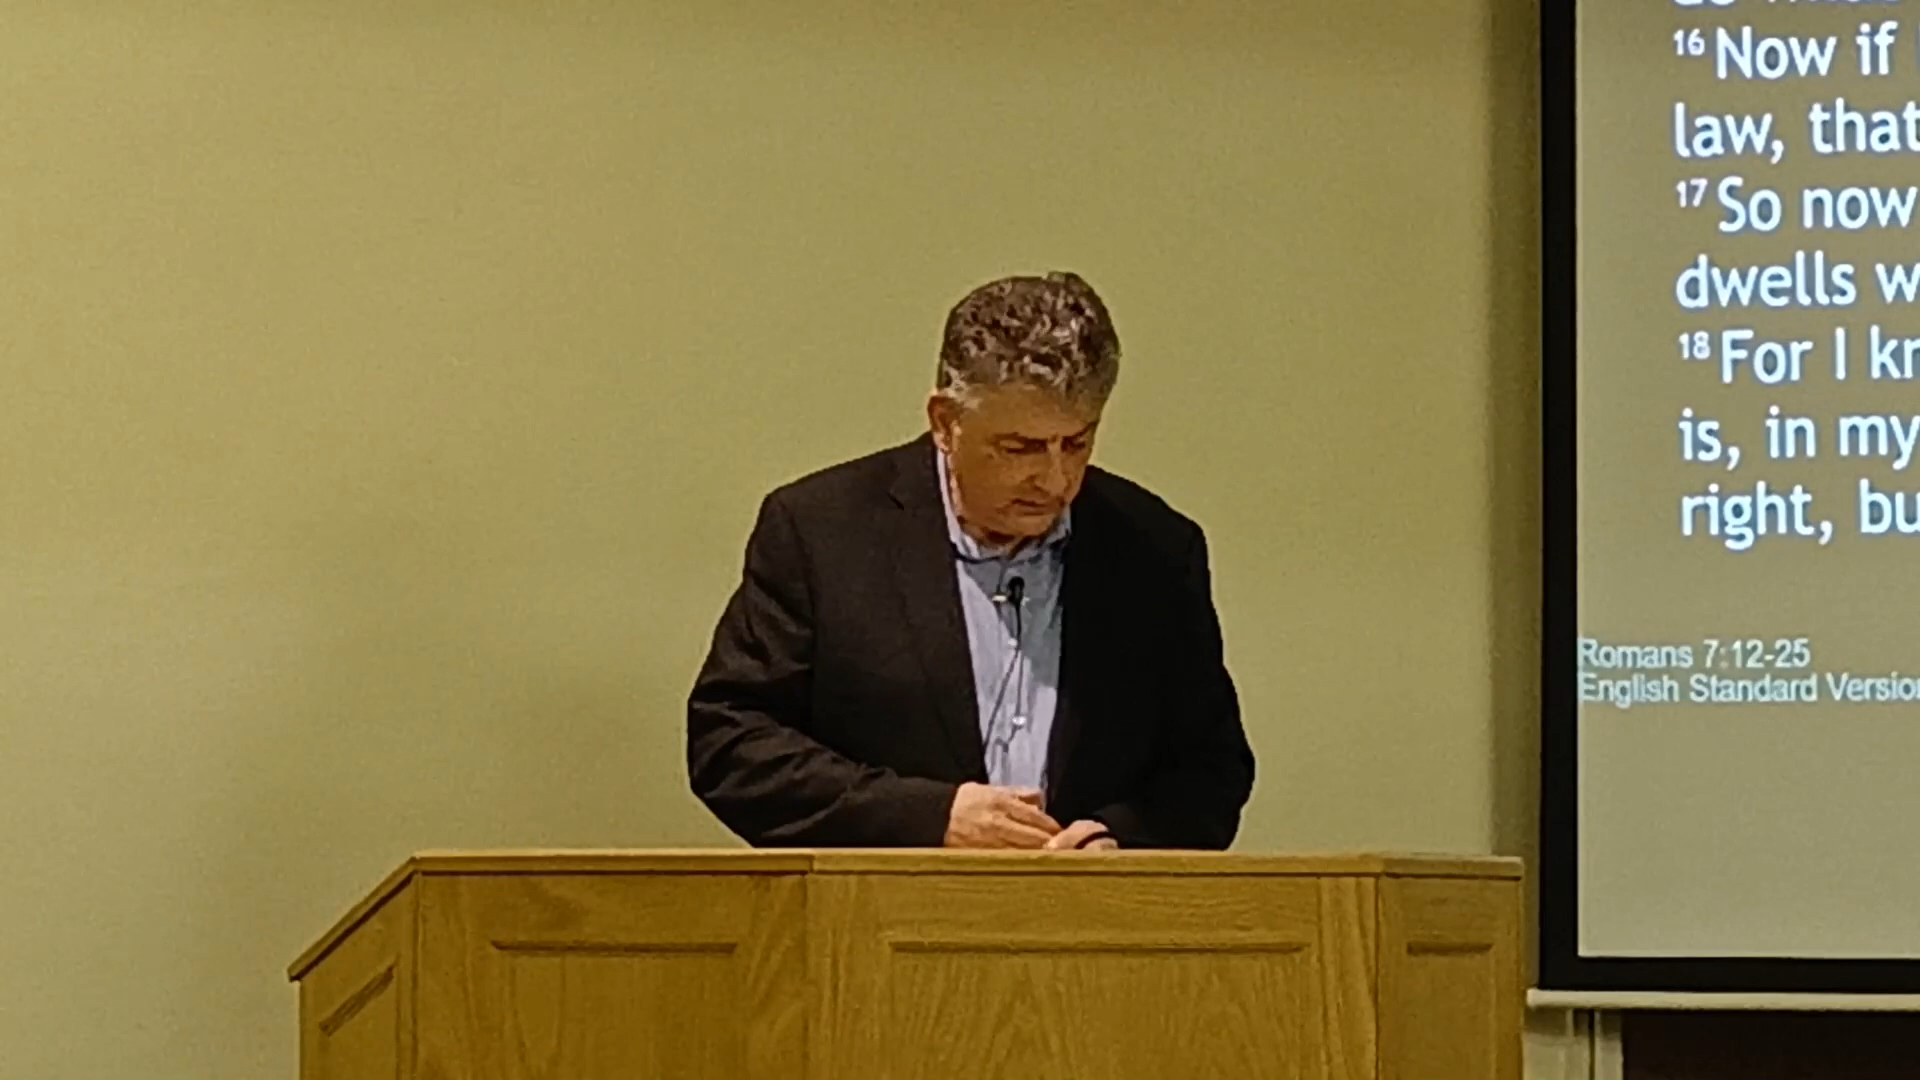 16 Now if
law, that
17 So now
dwells w
18 For I kn
is, in my
right, bu
Romans 7:12-25
English Standard Version